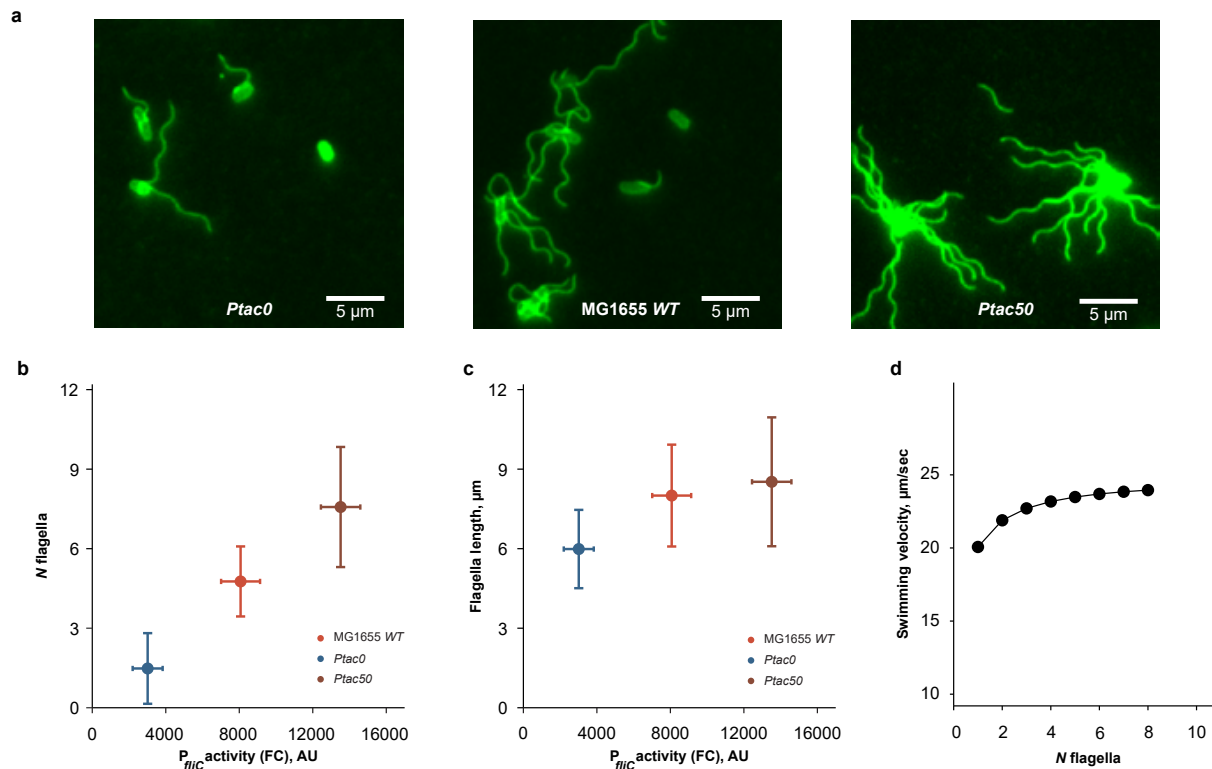 a
Ptac0
5 µm
MG1655 WT
5 µm
Ptac50
5 µm
b
12
9
6
3
0
N flagella
MG1655 WT
Ptac0
Ptac50
0
4000
8000
12000
16000
PfliC activity (FC), AU
c
12
9
6
3
0
Flagella length, µm
MG1655 WT
Ptac0
Ptac50
0
4000
8000
12000
16000
PfliC activity (FC), AU
d
25
20
15
10
Swimming velocity, µm/sec
0
2
4
6
8
10
N flagella